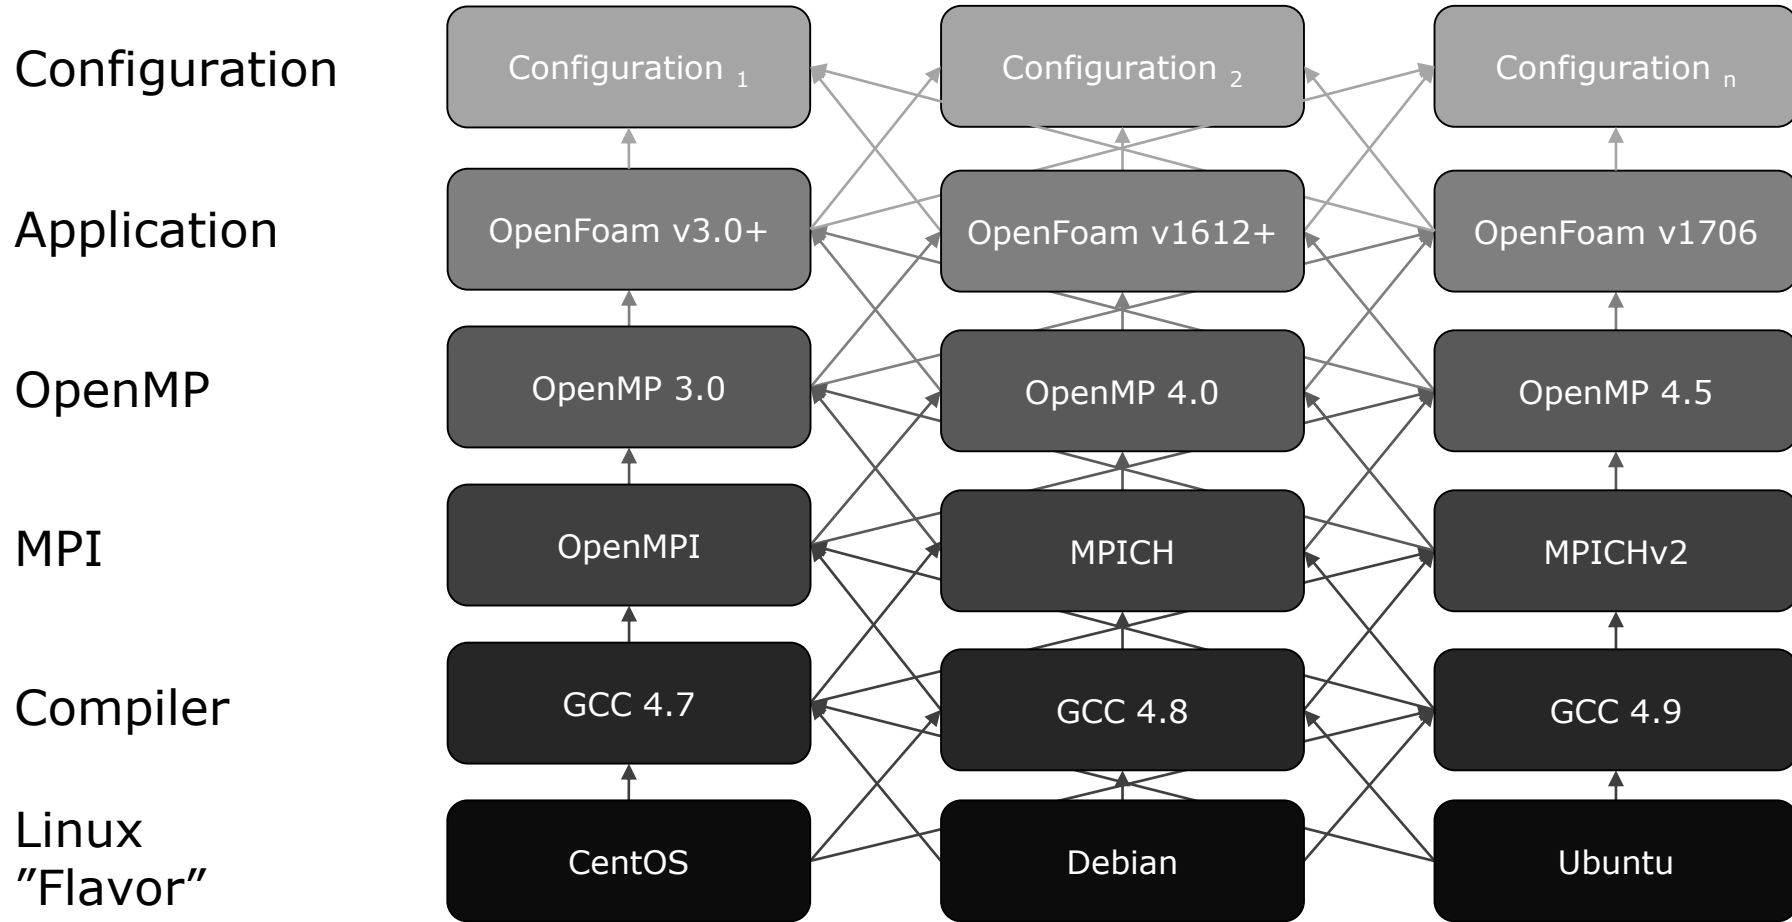 Configuration
Configuration 1
Configuration 2
Configuration n
Application
OpenFoam v3.0+
OpenFoam v1612+
OpenFoam v1706
OpenMP
OpenMP 3.0
OpenMP 4.0
OpenMP 4.5
MPI
OpenMPI
MPICH
MPICHv2
Compiler
GCC 4.7
GCC 4.8
GCC 4.9
Linux
”Flavor”
CentOS
Debian
Ubuntu